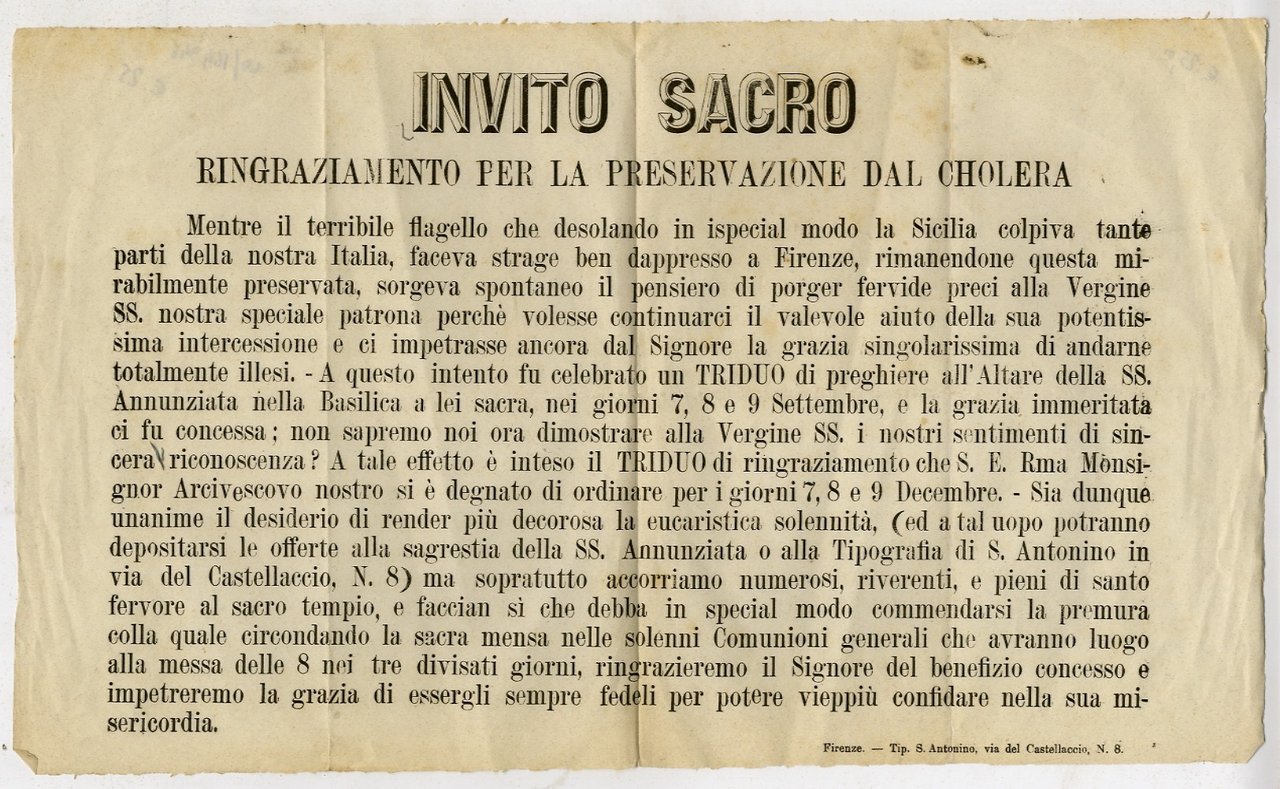 INVITO SACRO
RINGRAZIAMENTO PER LA PRESERVAZIONE DAL CHOLERA
Mentre il terribile flagello che desolando in ispecial modo la Sicilia colpiva tante
parti della nostra Italia, faceva strage ben dappresso a Firenze, rimanendone questa mi-
rabilmente preservata, sorgeva spontaneo il pensiero di porger fervide preci alla Vergine
SS. nostra speciale patrona perchè volesse continuarci il valevole aiuto della sua potentis-
sima intercessione e ci impetrasse ancora dal Signore la grazia singolarissima di andarne
totalmente illesi. - A questo intento fu celebrato un TRIDUO di preghiere all'Altare della SS.
Annunziata nella Basilica a lei sacra, nei giorni 7, 8 e 9 Settembre, e la grazia immeritata
ci fu concessa; non sapremo noi ora dimostrare alla Vergine SS. i nostri sentimenti di sin-
cera riconoscenza? A tale effetto è inteso il TRIDUO di ringraziamento che S. E. Rma Monsi-
gnor Arcivescovo nostro si è degnato di ordinare per i giorni 7, 8 e 9 Decembre. - Sia dunque
unanime il desiderio di render più decorosa la eucaristica solennità, (ed a tal uopo potranno
depositarsi le offerte alla sagrestia della SS. Annunziata o alla Tipografia di S. Antonino in
via del Castellaccio, N. 8) ma sopratutto accorriamo numerosi, riverenti, e pieni di santo
fervore al sacro tempio, e faccian sì che debba in special modo commendarsi la premura
colla quale circondando la sacra mensa nelle solenni Comunioni generali che avranno luogo
alla messa delle 8 nei tre divisati giorni, ringrazieremo il Signore del benefizio concesso e
impetreremo la grazia di essergli sempre fedeli per potere vieppiù confidare nella sua mi-
sericordia.
Firenze. — Tip. S. Antonino, via del Castellaccio, N. 8.